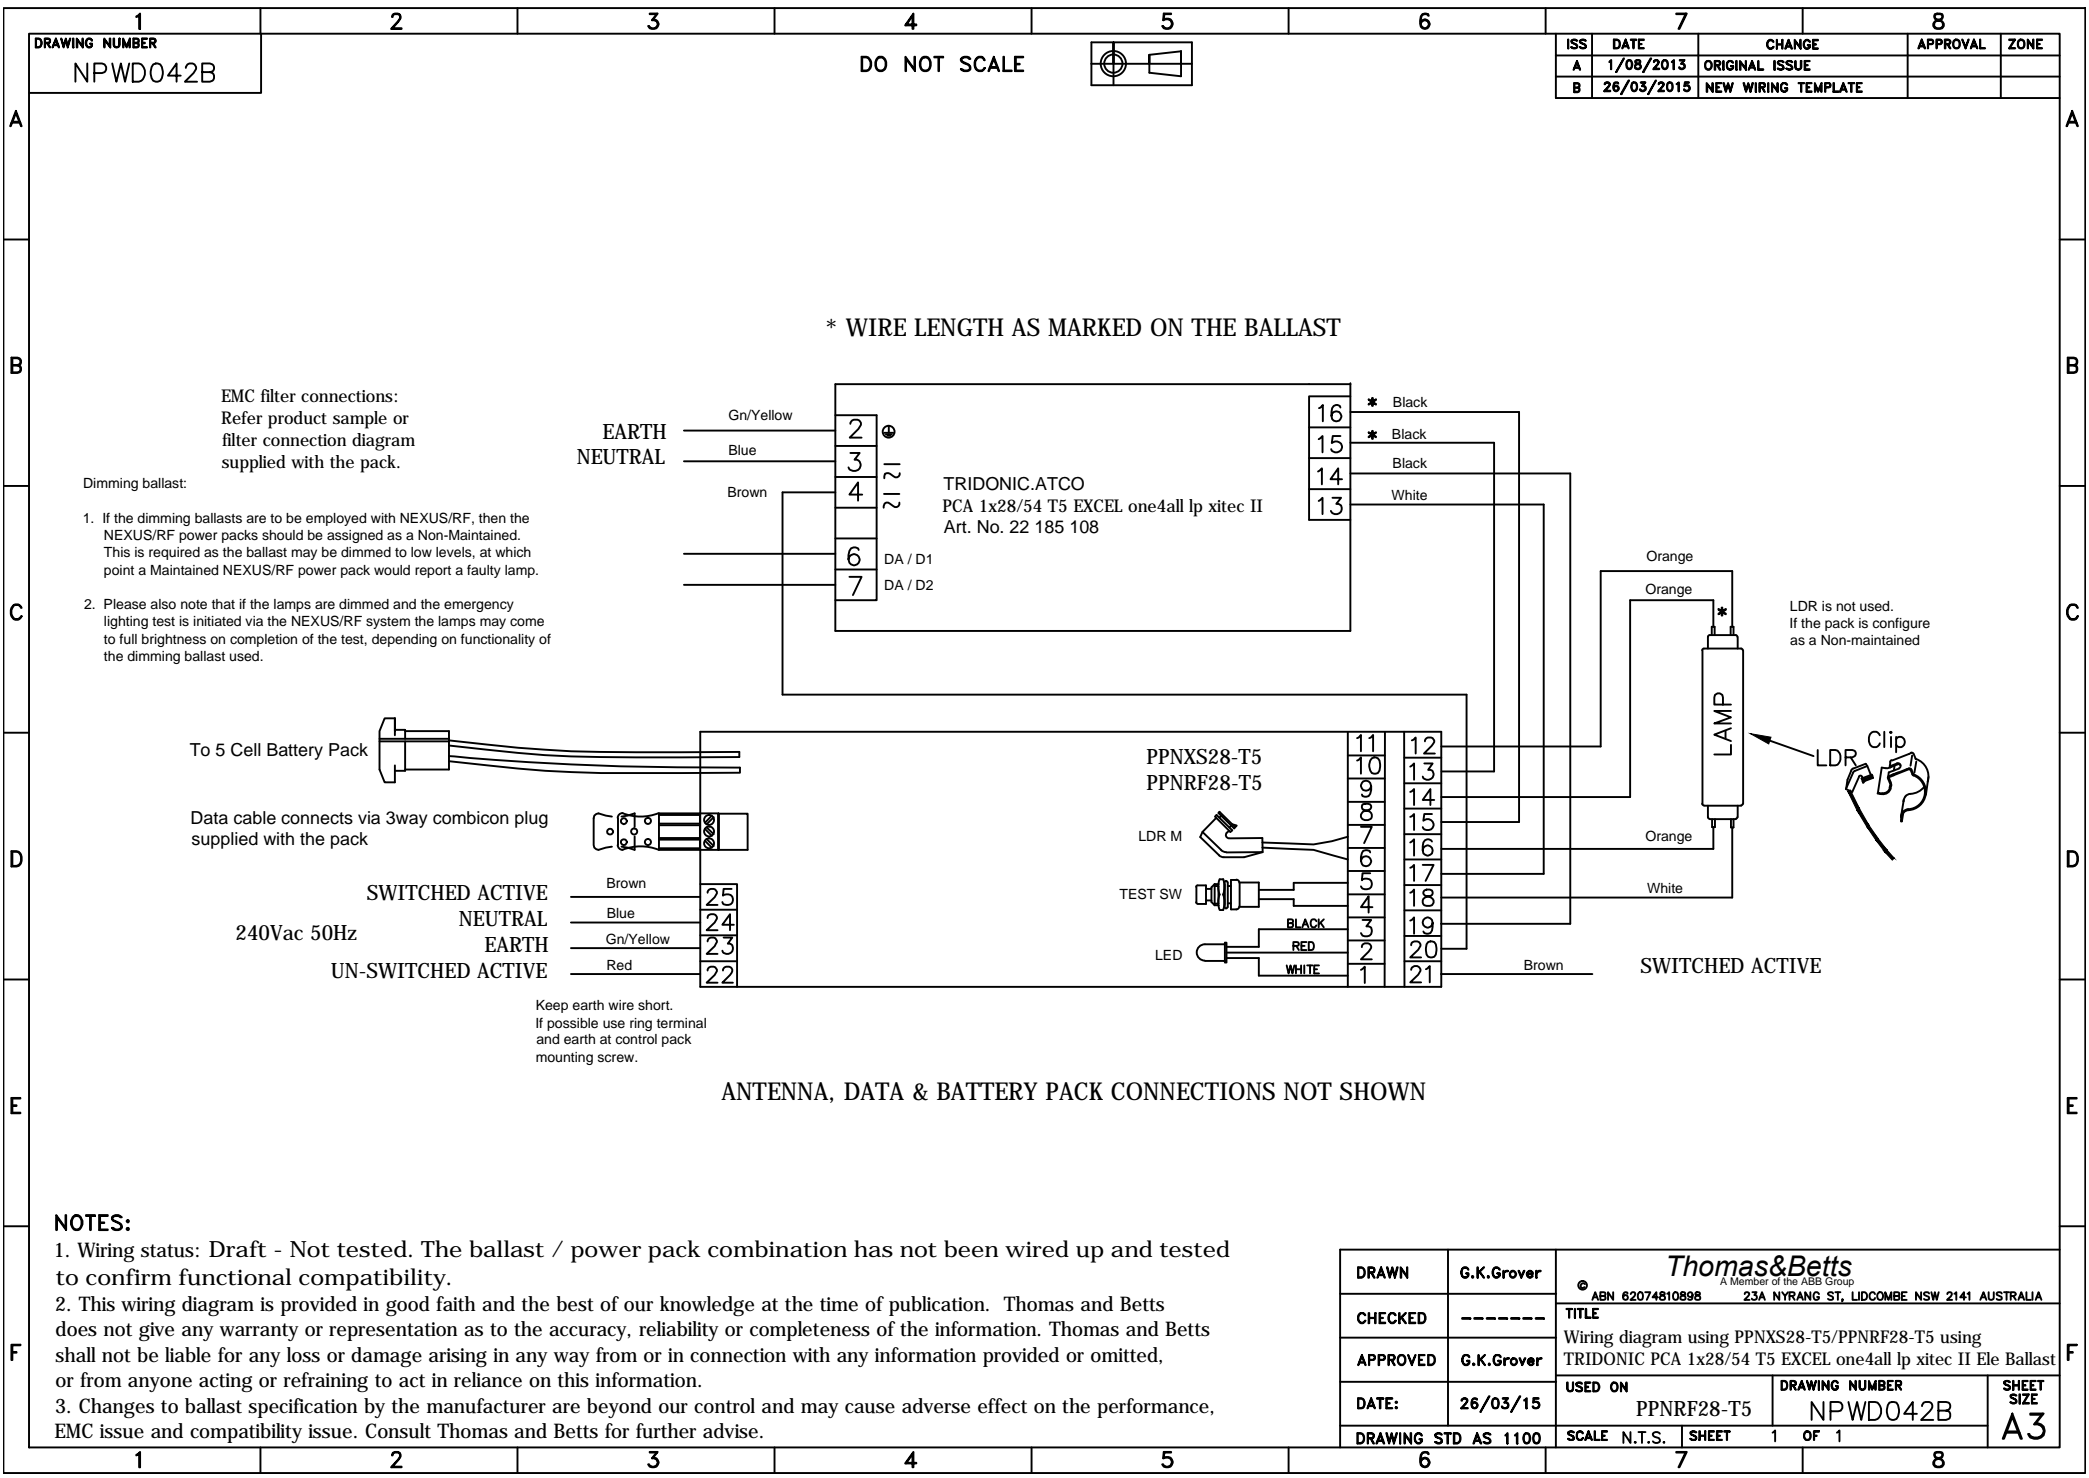 1 2 3 4 5 6 7 8
DRAWING NUMBER
NPWD042B
DO NOT SCALE
ISS DATE CHANGE APPROVAL ZONE
A 1/08/2013 ORIGINAL ISSUE
B 26/03/2015 NEW WIRING TEMPLATE
A A
* WIRE LENGTH AS MARKED ON THE BALLAST
B B
EMC filter connections:
Refer product sample or
filter connection diagram
supplied with the pack.
Dimming ballast:
1. If the dimming ballasts are to be employed with NEXUS/RF, then the
NEXUS/RF power packs should be assigned as a Non-Maintained.
This is required as the ballast may be dimmed to low levels, at which
point a Maintained NEXUS/RF power pack would report a faulty lamp.
2. Please also note that if the lamps are dimmed and the emergency
lighting test is initiated via the NEXUS/RF system the lamps may come
to full brightness on completion of the test, depending on functionality of
the dimming ballast used.
EARTH Gn/Yellow 2
NEUTRAL Blue 3
Brown 4
6 DA / D1
7 DA / D2
TRIDONIC.ATCO
PCA 1x28/54 T5 EXCEL one4all lp xitec II
Art. No. 22 185 108
16 * Black
15 * Black
14 Black
13 White
C C
Orange
Orange
*
LAMP
LDR is not used.
If the pack is configure
as a Non-maintained
Clip
LDR
Orange
White
To 5 Cell Battery Pack
Data cable connects via 3way combicon plug
supplied with the pack
D D
240Vac 50Hz
SWITCHED ACTIVE Brown 25
NEUTRAL Blue 24
EARTH Gn/Yellow 23
UN-SWITCHED ACTIVE Red 22
Keep earth wire short.
If possible use ring terminal
and earth at control pack
mounting screw.
PPNXS28-T5
PPNRF28-T5
LDR M
TEST SW
LED
BLACK
RED
WHITE
11 12
10 13
9 14
8 15
7 16
6 17
5 18
4 19
3 20
2 21
1
Brown SWITCHED ACTIVE
ANTENNA, DATA & BATTERY PACK CONNECTIONS NOT SHOWN
E E
NOTES:
1. Wiring status: Draft - Not tested. The ballast / power pack combination has not been wired up and tested
to confirm functional compatibility.
2. This wiring diagram is provided in good faith and the best of our knowledge at the time of publication. Thomas and Betts
does not give any warranty or representation as to the accuracy, reliability or completeness of the information. Thomas and Betts
shall not be liable for any loss or damage arising in any way from or in connection with any information provided or omitted,
or from anyone acting or refraining to act in reliance on this information.
3. Changes to ballast specification by the manufacturer are beyond our control and may cause adverse effect on the performance,
EMC issue and compatibility issue. Consult Thomas and Betts for further advise.
F F
DRAWN G.K.Grover
CHECKED -------
APPROVED G.K.Grover
DATE: 26/03/15
DRAWING STD AS 1100
Thomas&Betts
A Member of the ABB Group
© ABN 62074810898 23A NYRANG ST, LIDCOMBE NSW 2141 AUSTRALIA
TITLE
Wiring diagram using PPNXS28-T5/PPNRF28-T5 using
TRIDONIC PCA 1x28/54 T5 EXCEL one4all lp xitec II Ele Ballast
USED ON
PPNRF28-T5
DRAWING NUMBER
NPWD042B
SHEET
SIZE
A3
SCALE N.T.S. SHEET 1 OF 1
1 2 3 4 5 6 7 8